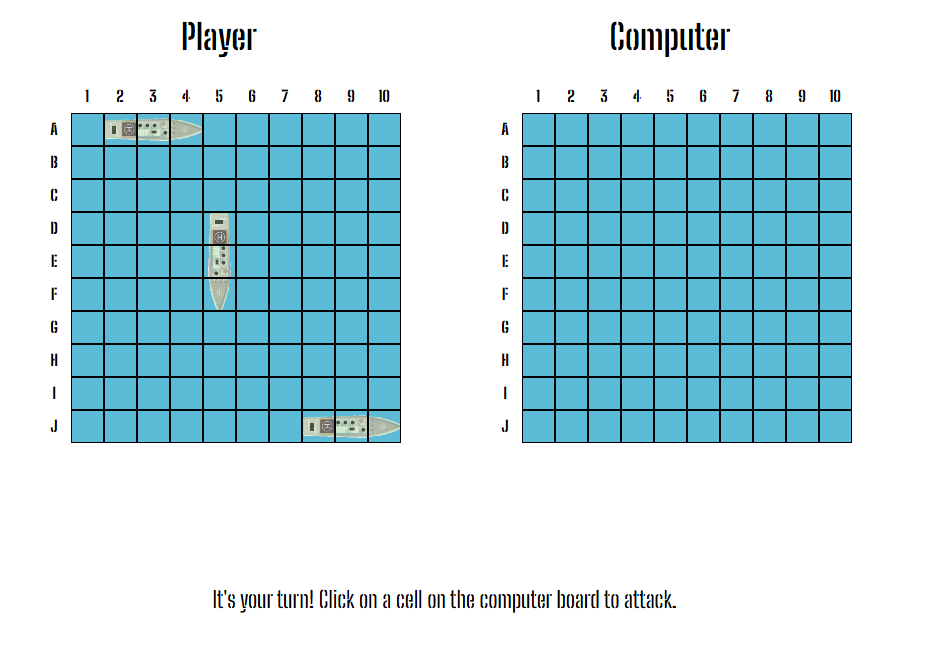 Player Computer
1 2 3 4 5 6 7 8 9 10 1 2 3 4 5 6 7 8 9 10
A A
B B
C C
D D
E E
F F
G G
H H
I I
J J
It's your turn! Click on a cell on the computer board to attack.